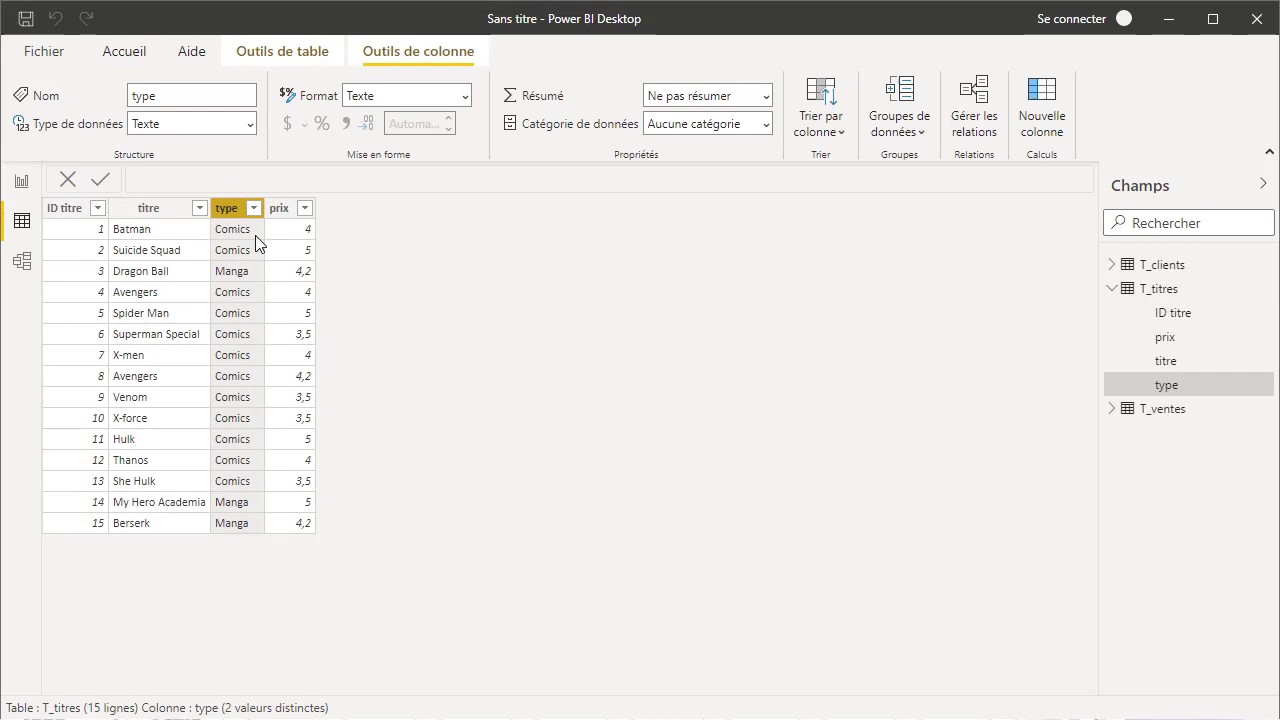 Sans titre - Power BI Desktop
Se connecter
Fichier Accueil Aide Outils de table Outils de colonne
Nom type
Type de données Texte
Structure
Format Texte
$ % 9 Automa...
Mise en forme
Résumé Ne pas résumer
Catégorie de données Aucune catégorie
Propriétés
Trier par
colonne
Trier
Groupes de
données
Groupes
Gérer les
relations
Relations
Nouvelle
colonne
Calculs
ID titre titre type prix
1 Batman Comics 4
2 Suicide Squad Comics 5
3 Dragon Ball Manga 4,2
4 Avengers Comics 4
5 Spider Man Comics 5
6 Superman Special Comics 3,5
7 X-men Comics 4
8 Avengers Comics 4,2
9 Venom Comics 3,5
10 X-force Comics 3,5
11 Hulk Comics 5
12 Thanos Comics 4
13 She Hulk Comics 3,5
14 My Hero Academia Manga 5
15 Berserk Manga 4,2
Champs
Rechercher
T_clients
T_titres
ID titre
prix
titre
type
T_ventes
Table : T_titres (15 lignes) Colonne : type (2 valeurs distinctes)